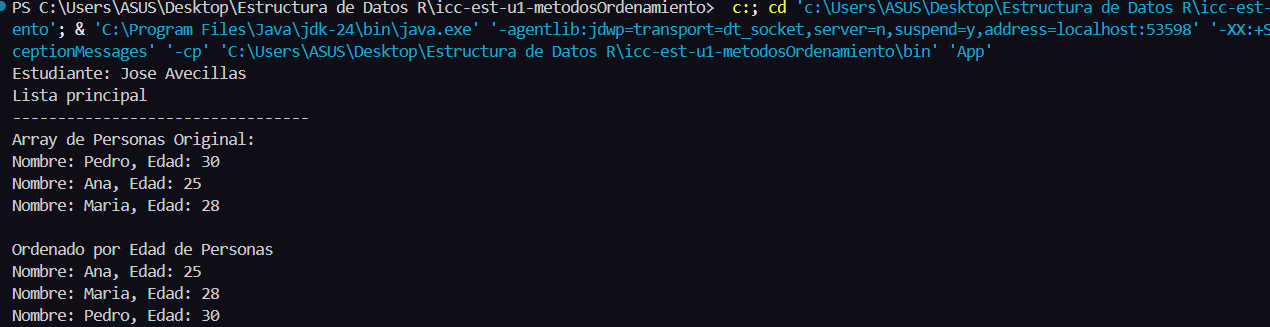 PS C:\Users\ASUS\Desktop\Estructura de Datos R\icc-est-u1-metodosOrdenamiento>  c:; cd 'c:\Users\ASUS\Desktop\Estructura de Datos R\icc-est-
ento'; & 'C:\Program Files\Java\jdk-24\bin\java.exe' '-agentlib:jdwp=transport=dt_socket,server=n,suspend=y,address=localhost:53598' '-XX:+S
ceptionMessages' '-cp' 'C:\Users\ASUS\Desktop\Estructura de Datos R\icc-est-u1-metodosOrdenamiento\bin' 'App'
Estudiante: Jose Avecillas
Lista principal
---------------------------------
Array de Personas Original:
Nombre: Pedro, Edad: 30
Nombre: Ana, Edad: 25
Nombre: Maria, Edad: 28

Ordenado por Edad de Personas
Nombre: Ana, Edad: 25
Nombre: Maria, Edad: 28
Nombre: Pedro, Edad: 30